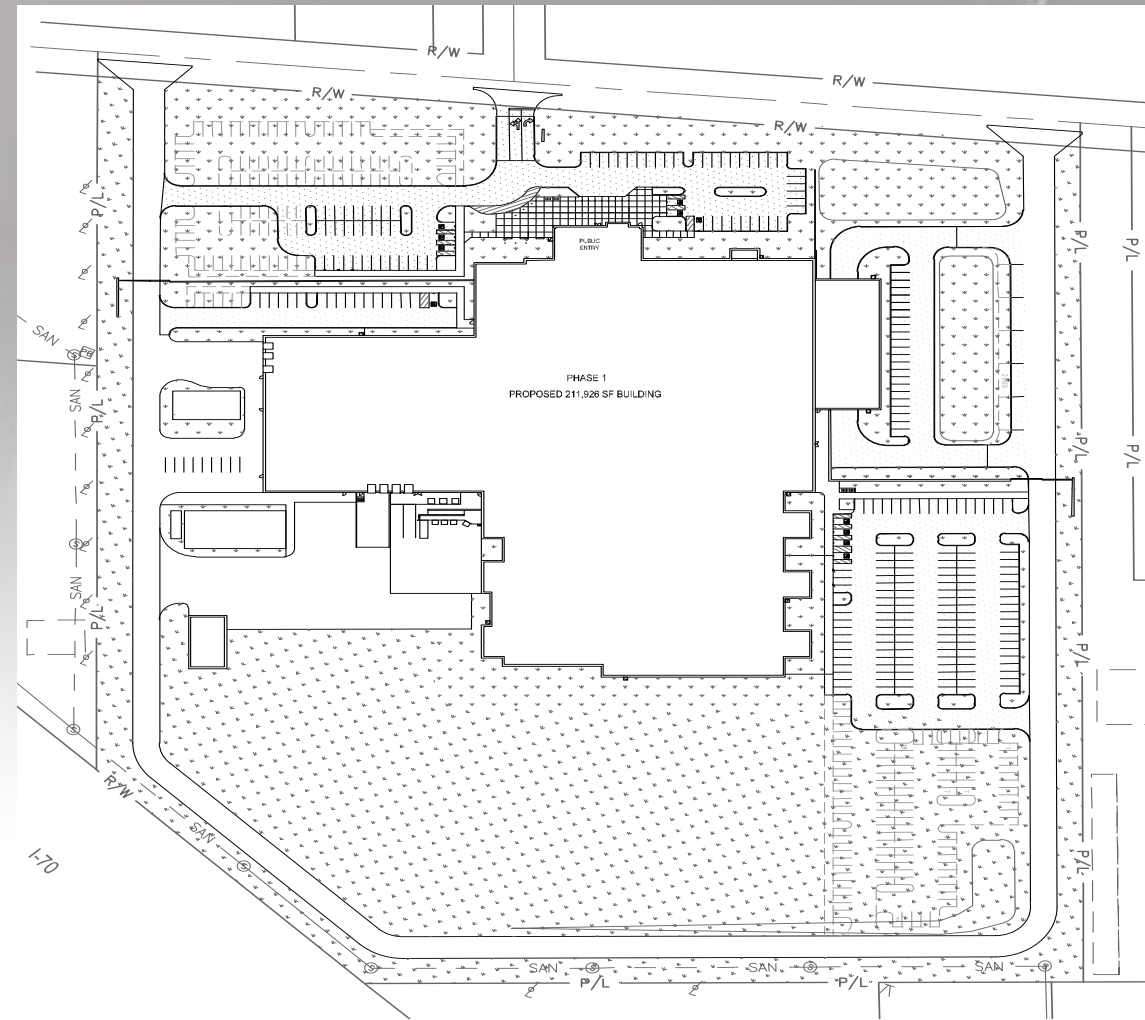 R/W
R/W
R/W
R/W
PUBLIC
ENTRY
P/L
P/L
P/L
SAN
PHASE 1
PROPOSED 211,926 SF BUILDING
SAN
P/L
P/L
P/L
SAN
P/L
P/L
R/W
SAN
I-70
P/L
SAN
SAN
SAN
P/L
P/L